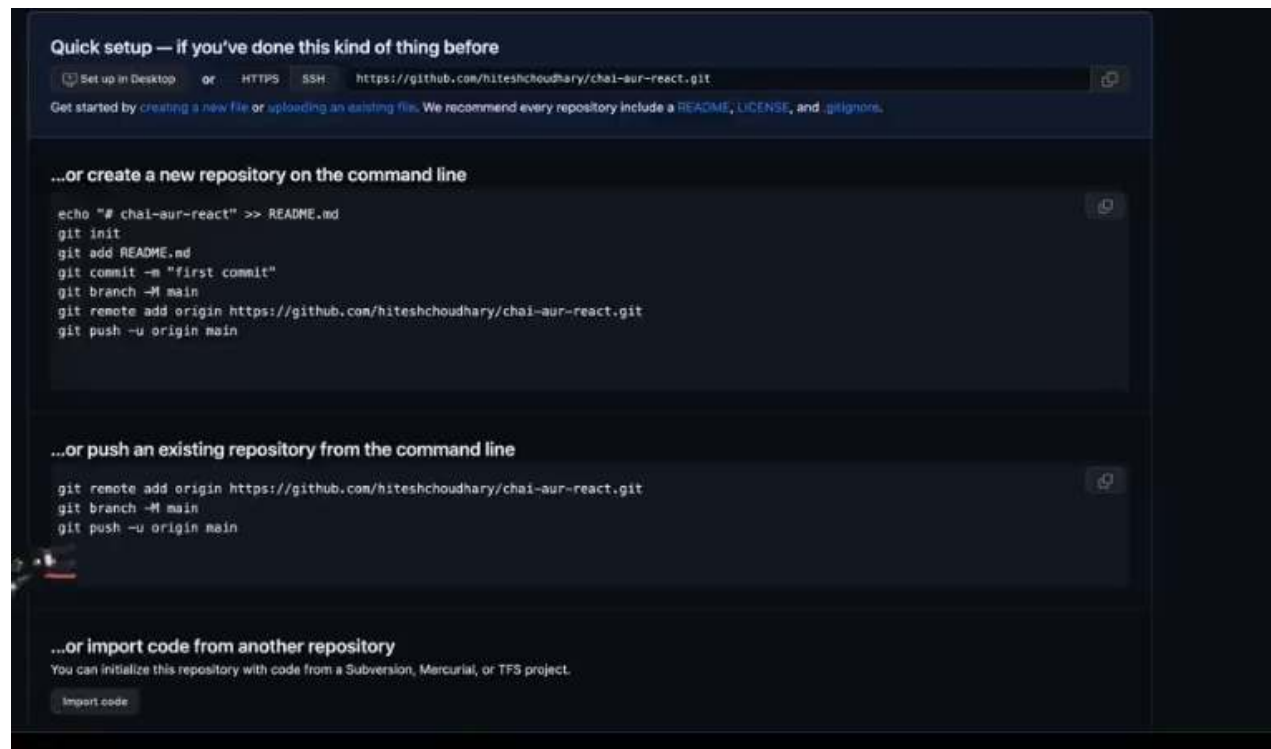 Quick setup — if you've done this kind of thing before
Set up in Desktop or HTTPS SSH https://github.com/hiteshchoudhary/chai-aur-react.git
Get started by creating a new file or uploading an existing file. We recommend every repository include a README, LICENSE, and .gitignore.
...or create a new repository on the command line
echo "# chai-aur-react" >> README.md
git init
git add README.md
git commit -m "first commit"
git branch -M main
git remote add origin https://github.com/hiteshchoudhary/chai-aur-react.git
git push -u origin main
...or push an existing repository from the command line
git remote add origin https://github.com/hiteshchoudhary/chai-aur-react.git
git branch -M main
git push -u origin main
...or import code from another repository
You can initialize this repository with code from a Subversion, Mercurial, or TFS project.
Import code